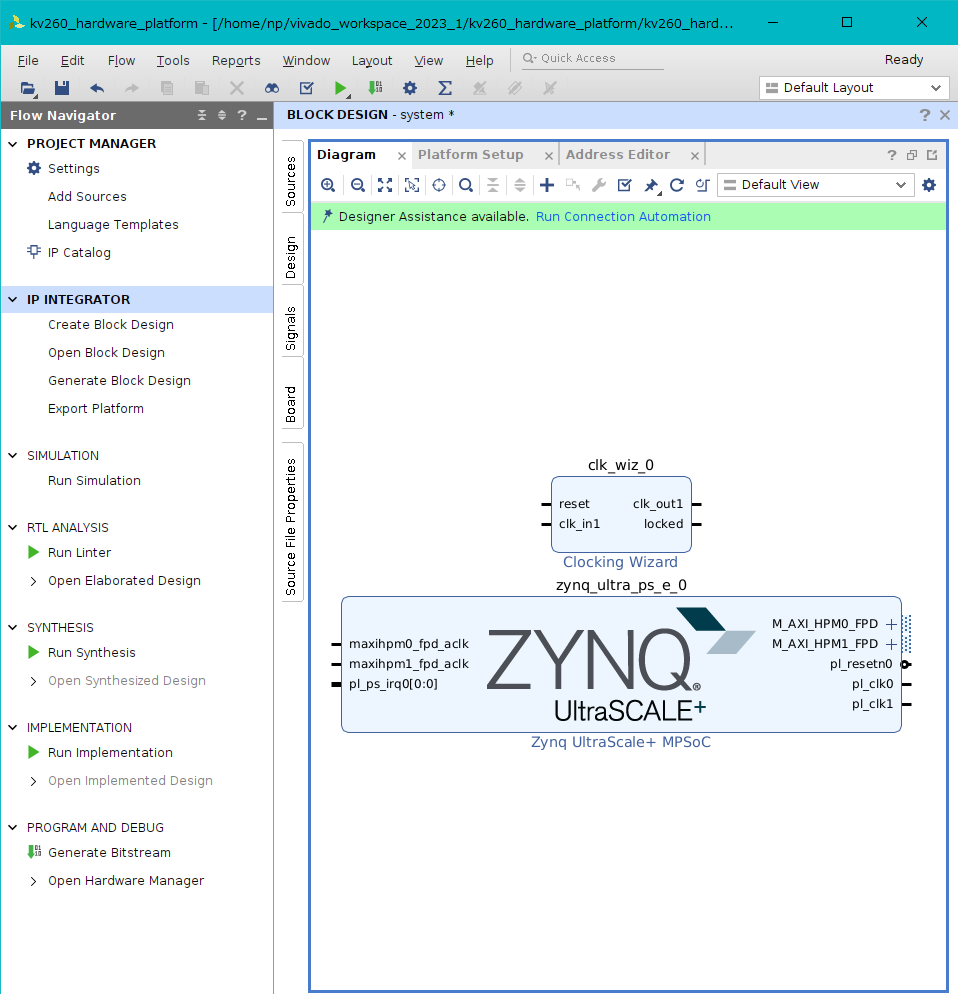 kv260_hardware_platform - [/home/np/vivado_workspace_2023_1/kv260_hardware_platform/kv260_hard...
File Edit Flow Tools Reports Window Layout View Help Quick Access Ready
Default Layout
Flow Navigator
PROJECT MANAGER
Settings
Add Sources
Language Templates
IP Catalog
IP INTEGRATOR
Create Block Design
Open Block Design
Generate Block Design
Export Platform
SIMULATION
Run Simulation
RTL ANALYSIS
Run Linter
Open Elaborated Design
SYNTHESIS
Run Synthesis
Open Synthesized Design
IMPLEMENTATION
Run Implementation
Open Implemented Design
PROGRAM AND DEBUG
Generate Bitstream
Open Hardware Manager
BLOCK DESIGN - system *
Sources
Design
Signals
Board
Source File Properties
Diagram Platform Setup Address Editor
Default View
Designer Assistance available. Run Connection Automation
clk_wiz_0
reset clk_out1
clk_in1 locked
Clocking Wizard
zynq_ultra_ps_e_0
M_AXI_HPM0_FPD
maxihpm0_fpd_aclk M_AXI_HPM1_FPD
maxihpm1_fpd_aclk pl_resetn0
pl_ps_irq0[0:0] pl_clk0
pl_clk1
ZYNQ®
UltraSCALE+
Zynq UltraScale+ MPSoC